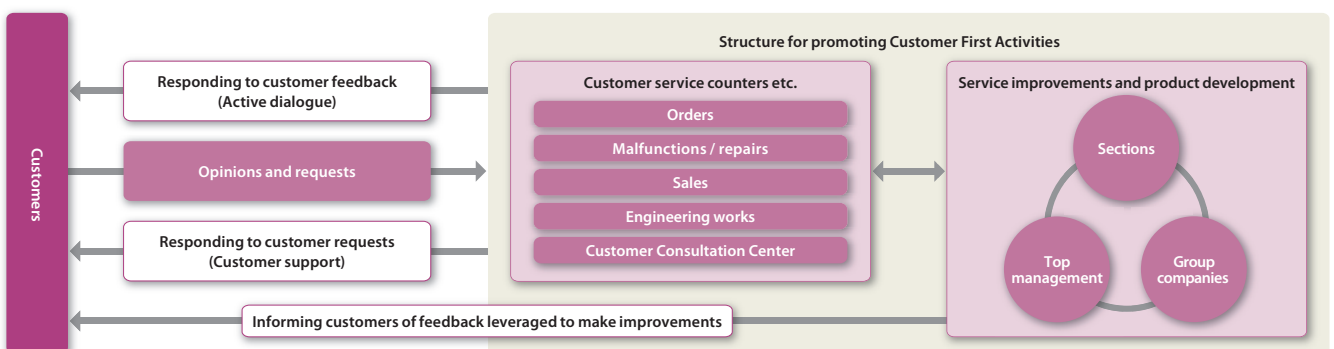 Customers
Structure for promoting Customer First Activities
Responding to customer feedback
(Active dialogue)
Opinions and requests
Responding to customer requests
(Customer support)
Informing customers of feedback leveraged to make improvements
Customer service counters etc.
Orders
Malfunctions / repairs
Sales
Engineering works
Customer Consultation Center
Service improvements and product development
Sections
Top
management
Group
companies